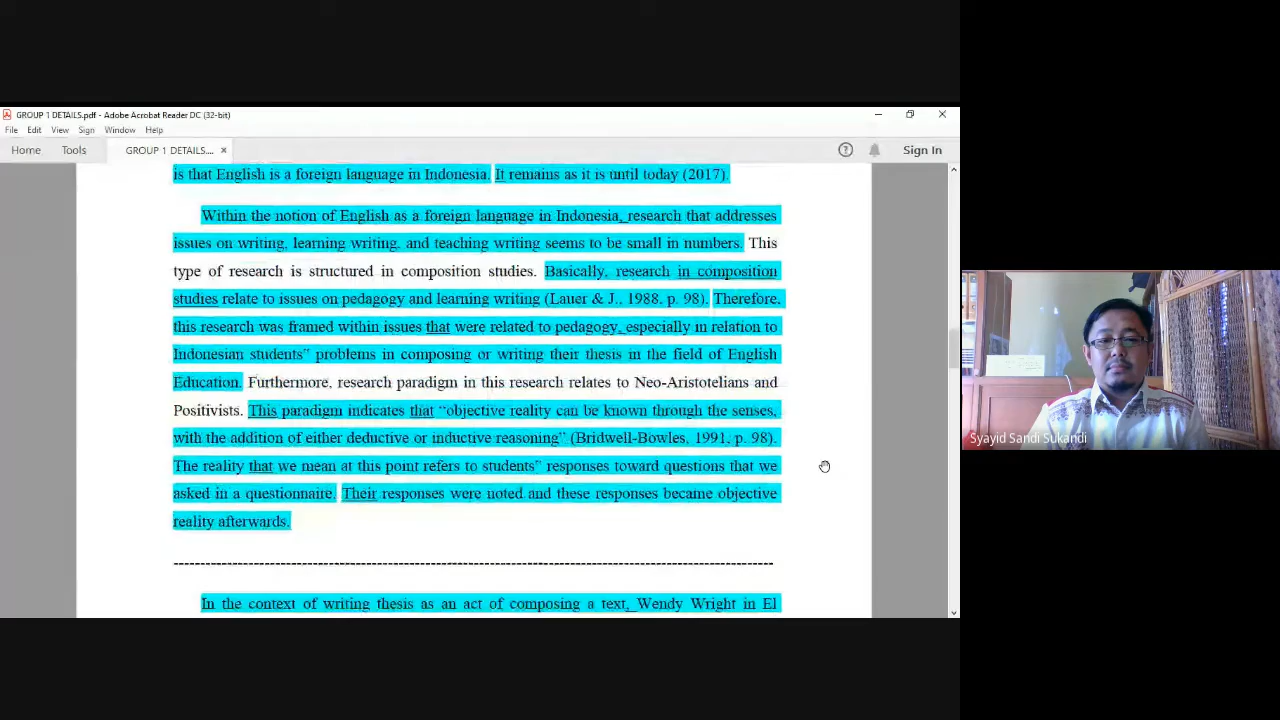 GROUP 1 DETAILS.pdf - Adobe Acrobat Reader DC (32-bit)
File Edit View Sign Window Help
Home Tools GROUP 1 DETAILS.... × Sign In
is that English is a foreign language in Indonesia. It remains as it is until today (2017).
Within the notion of English as a foreign language in Indonesia, research that addresses
issues on writing, learning writing, and teaching writing seems to be small in numbers. This
type of research is structured in composition studies. Basically, research in composition
studies relate to issues on pedagogy and learning writing (Lauer & J., 1988, p. 98). Therefore,
this research was framed within issues that were related to pedagogy, especially in relation to
Indonesian students” problems in composing or writing their thesis in the field of English
Education. Furthermore, research paradigm in this research relates to Neo-Aristotelians and
Positivists. This paradigm indicates that “objective reality can be known through the senses,
with the addition of either deductive or inductive reasoning” (Bridwell-Bowles, 1991, p. 98).
The reality that we mean at this point refers to students” responses toward questions that we
asked in a questionnaire. Their responses were noted and these responses became objective
reality afterwards.
In the context of writing thesis as an act of composing a text, Wendy Wright in El
Syayid Sandi Sukandi